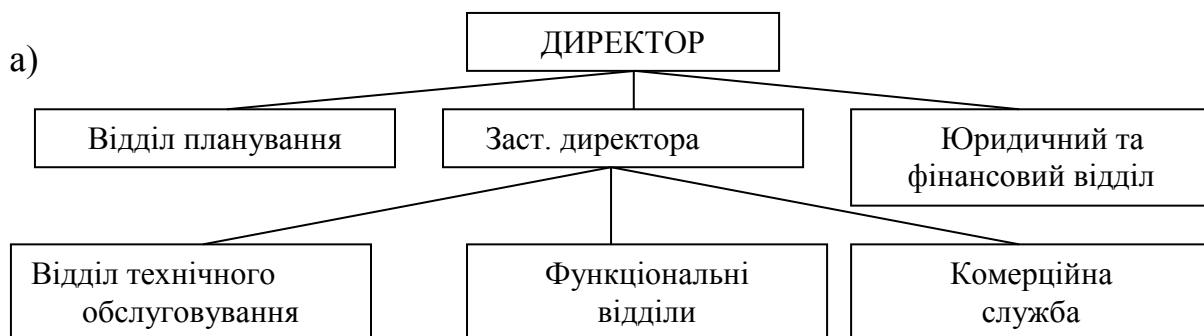 ДИРЕКТОР
а)
Відділ планування
Заст. директора
Юридичний та
фінансовий відділ
Відділ технічного
обслуговування
Функціональні
відділи
Комерційна
служба